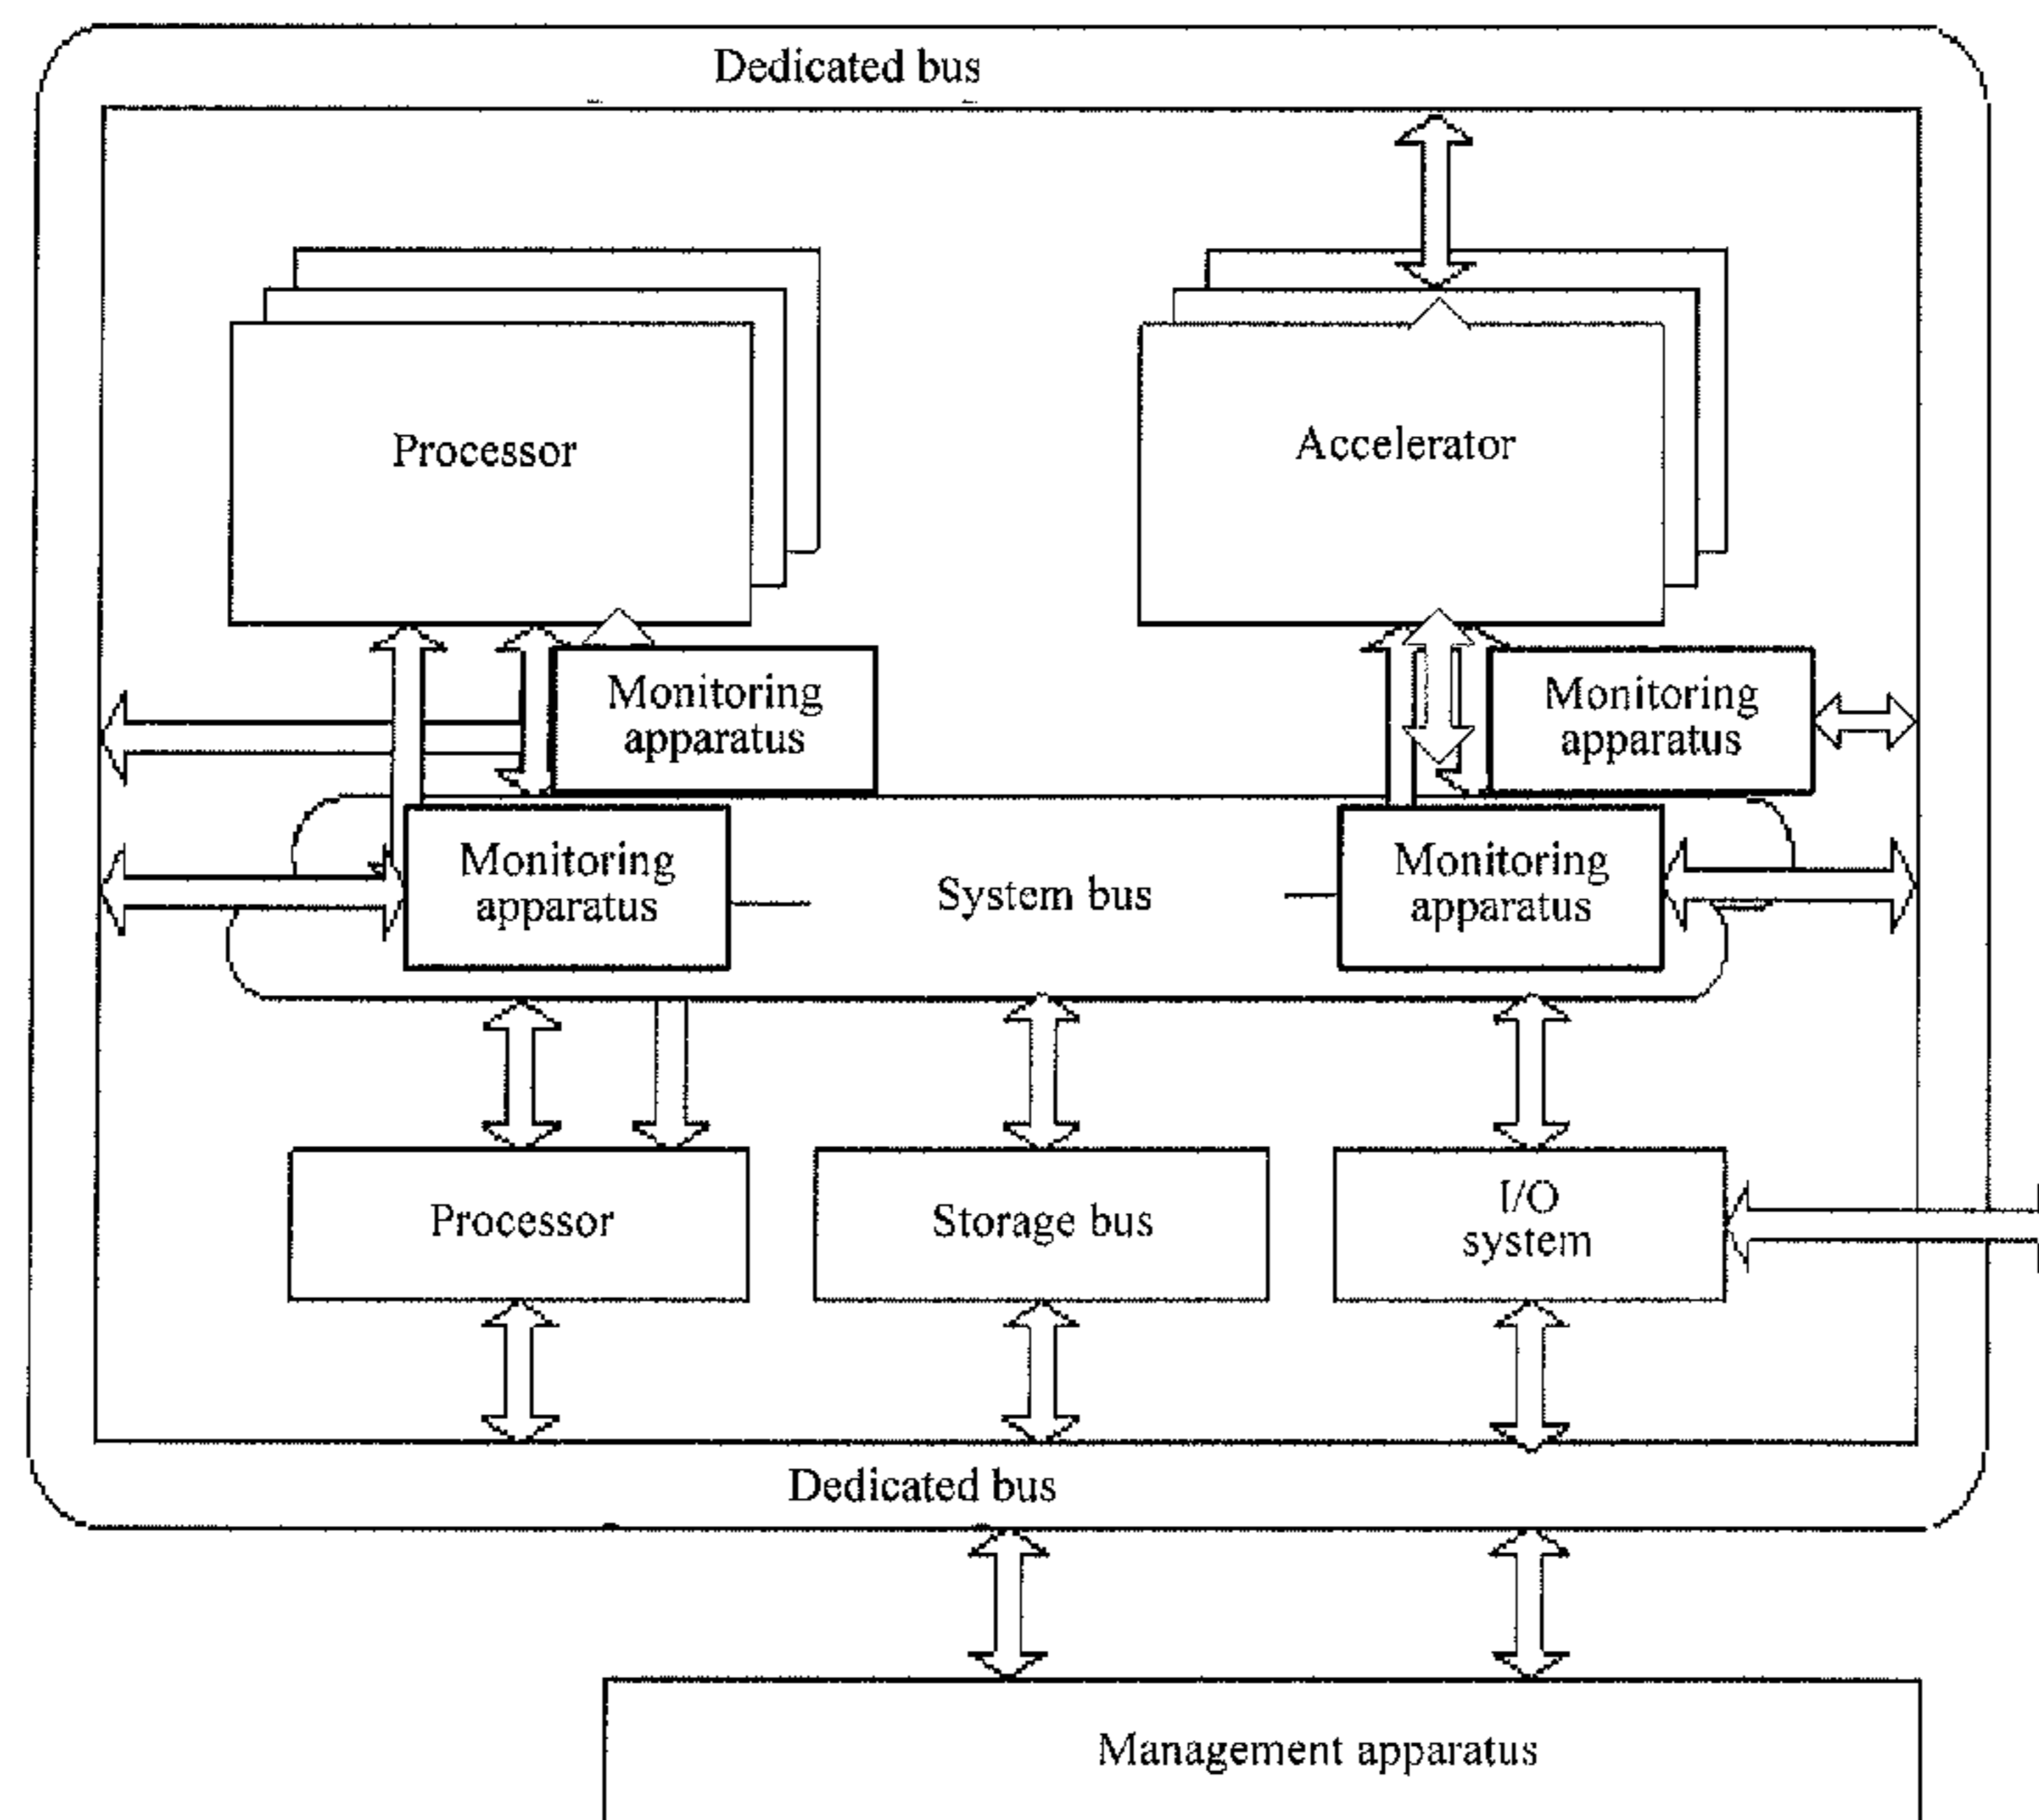 Dedicated bus
Processor
Accelerator
Monitoring
apparatus
Monitoring
apparatus
Monitoring
apparatus
System bus
Monitoring
apparatus
Processor
Storage bus
I/O
system
Dedicated bus
Management apparatus